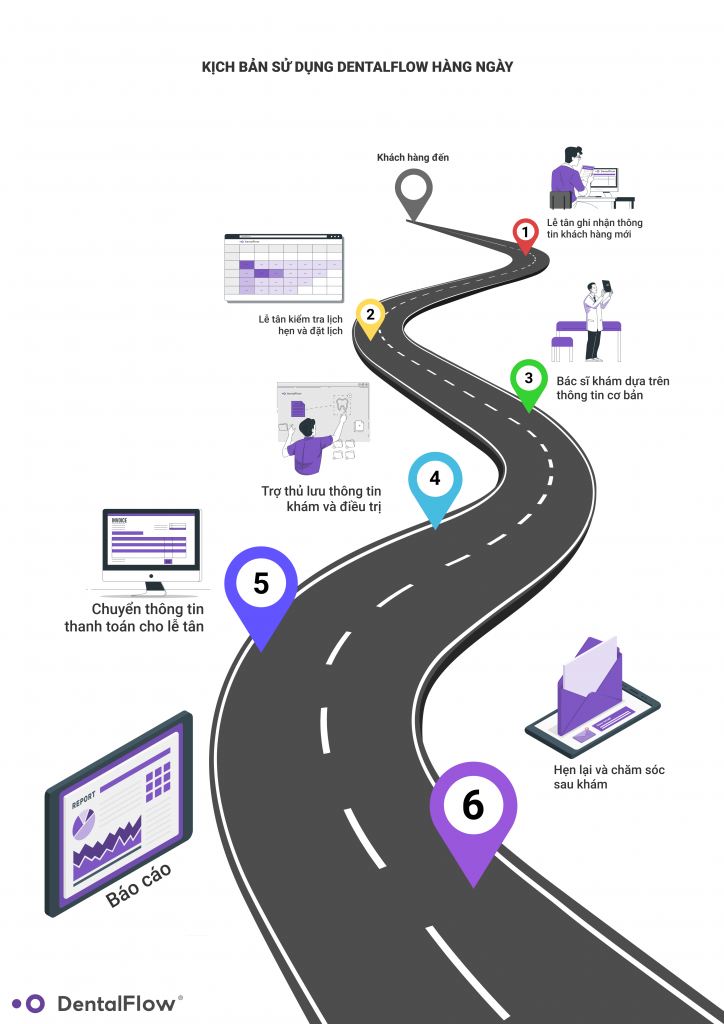 KỊCH BẢN SỬ DỤNG DENTALFLOW HÀNG NGÀY
Khách hàng đến
DentalFlow
1
Lễ tân ghi nhận thông
tin khách hàng mới
dentalflow
2
Lễ tân kiểm tra lịch
hẹn và đặt lịch
3
Bác sĩ khám dựa trên
thông tin cơ bản
dentalflow
4
Trợ thủ lưu thông tin
khám và điều trị
INVOICE
5
Chuyển thông tin
thanh toán cho lễ tân
6
Hẹn lại và chăm sóc
sau khám
REPORT
Báo cáo
DentalFlow®